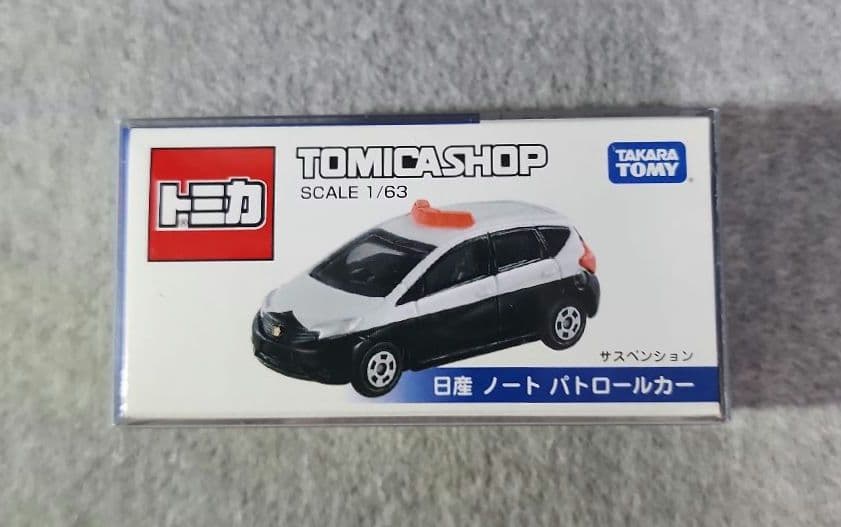 トミカ
TOMICASHOP
SCALE 1/63
TAKARA
TOMY
サスペンション
日産 ノート パトロールカー